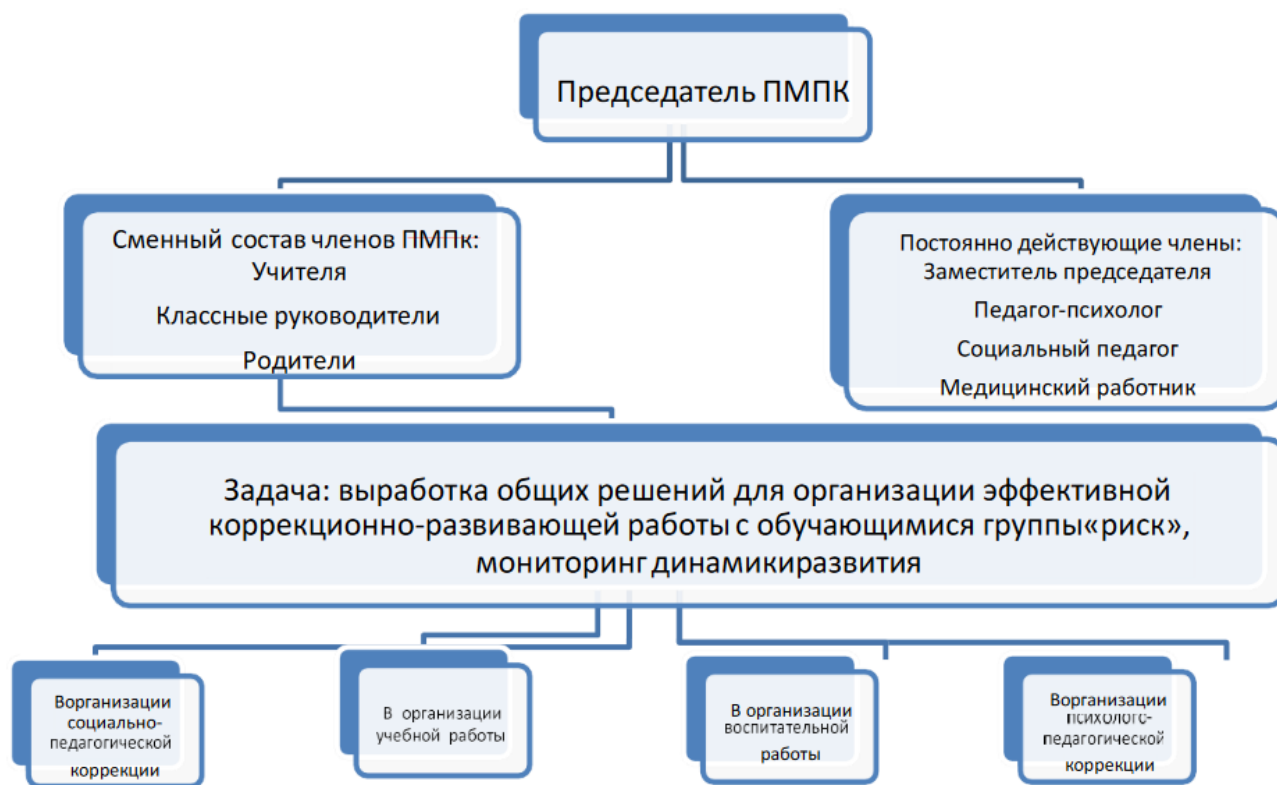 Председатель ПМПК
Сменный состав членов ПМПк:
Учителя
Классные руководители
Родители
Постоянно действующие члены:
Заместитель председателя
Педагог-психолог
Социальный педагог
Медицинский работник
Задача: выработка общих решений для организации эффективной
коррекционно-развивающей работы с обучающимися группы«риск»,
мониторинг динамикиразвития
Ворганизации
социально-
педагогической
коррекции
В организации
учебной работы
В организации
воспитательной
работы
Ворганизации
психолого-
педагогической
коррекции